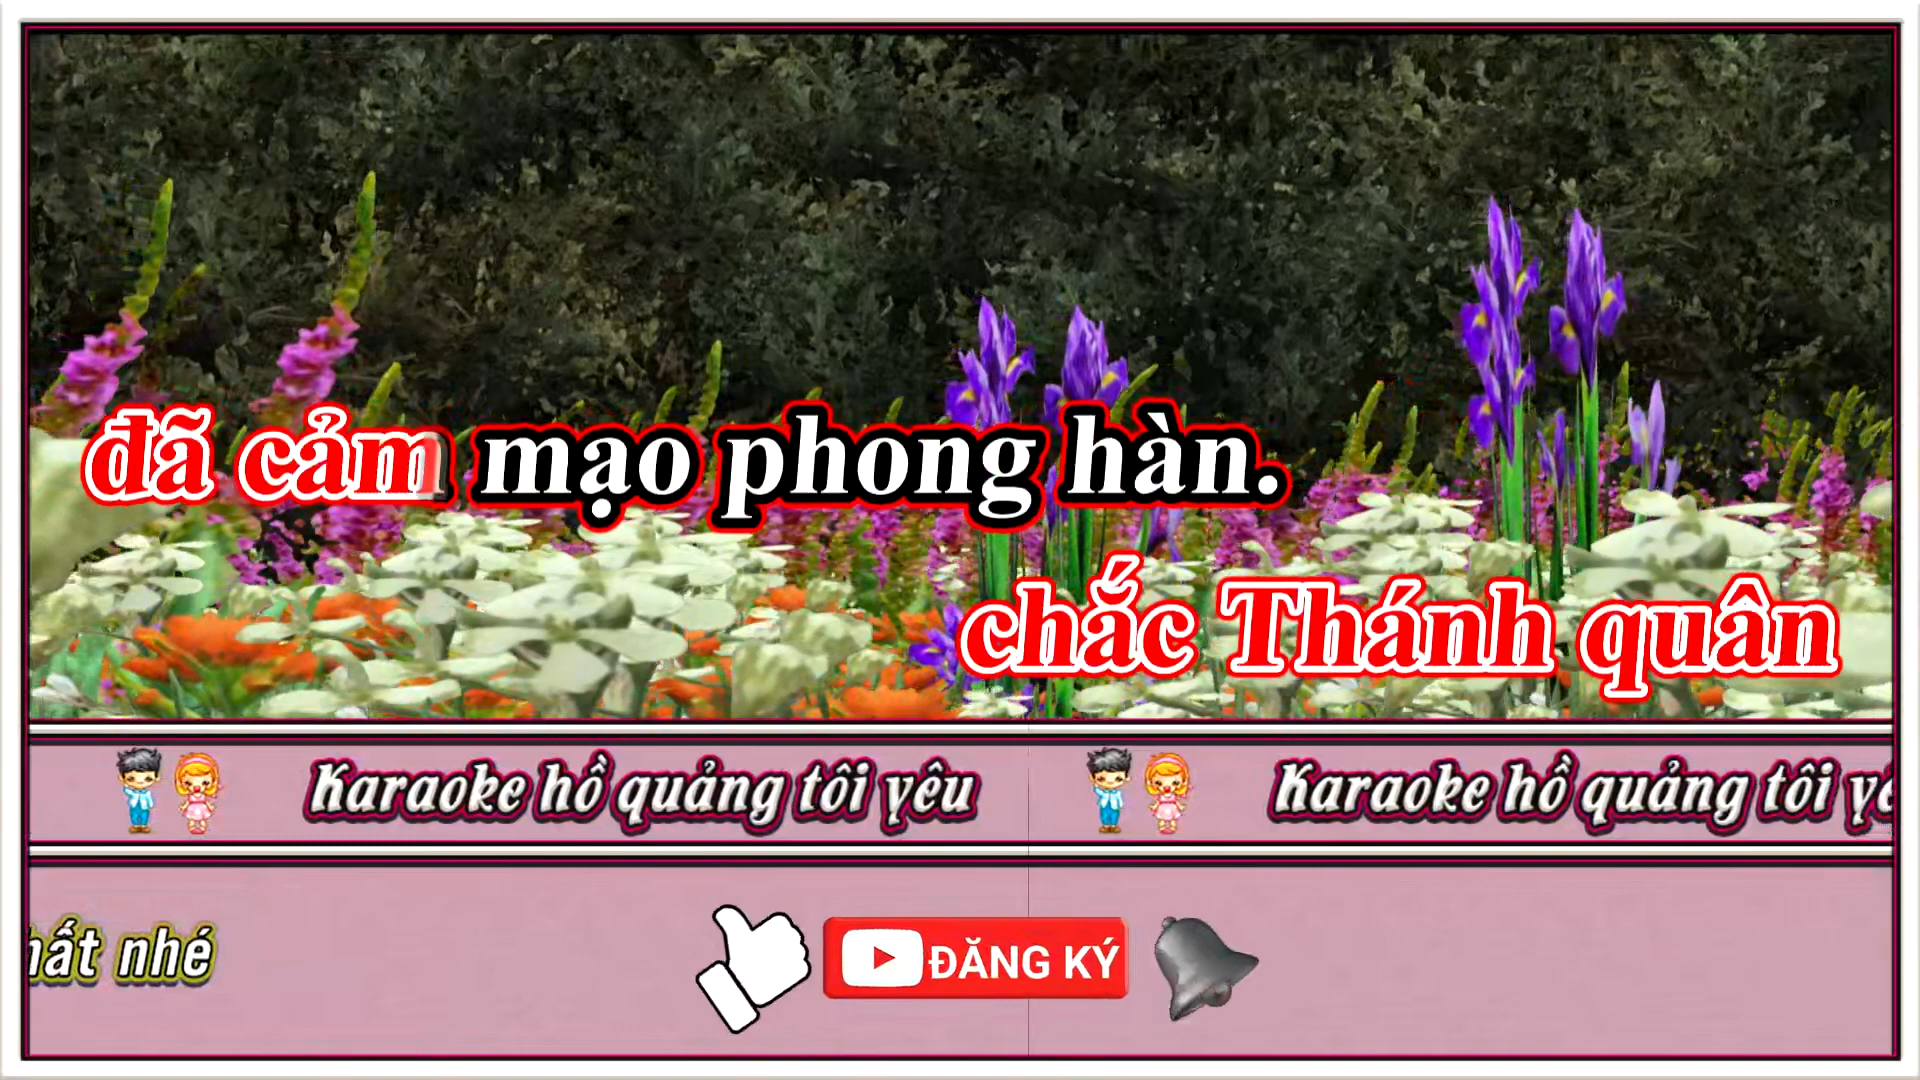 đã cảm mạo phong hàn.
chắc Thánh quân
Karaoke hồ quảng tôi yêu
Karaoke hồ quảng tôi
nhé
ĐĂNG KÝ